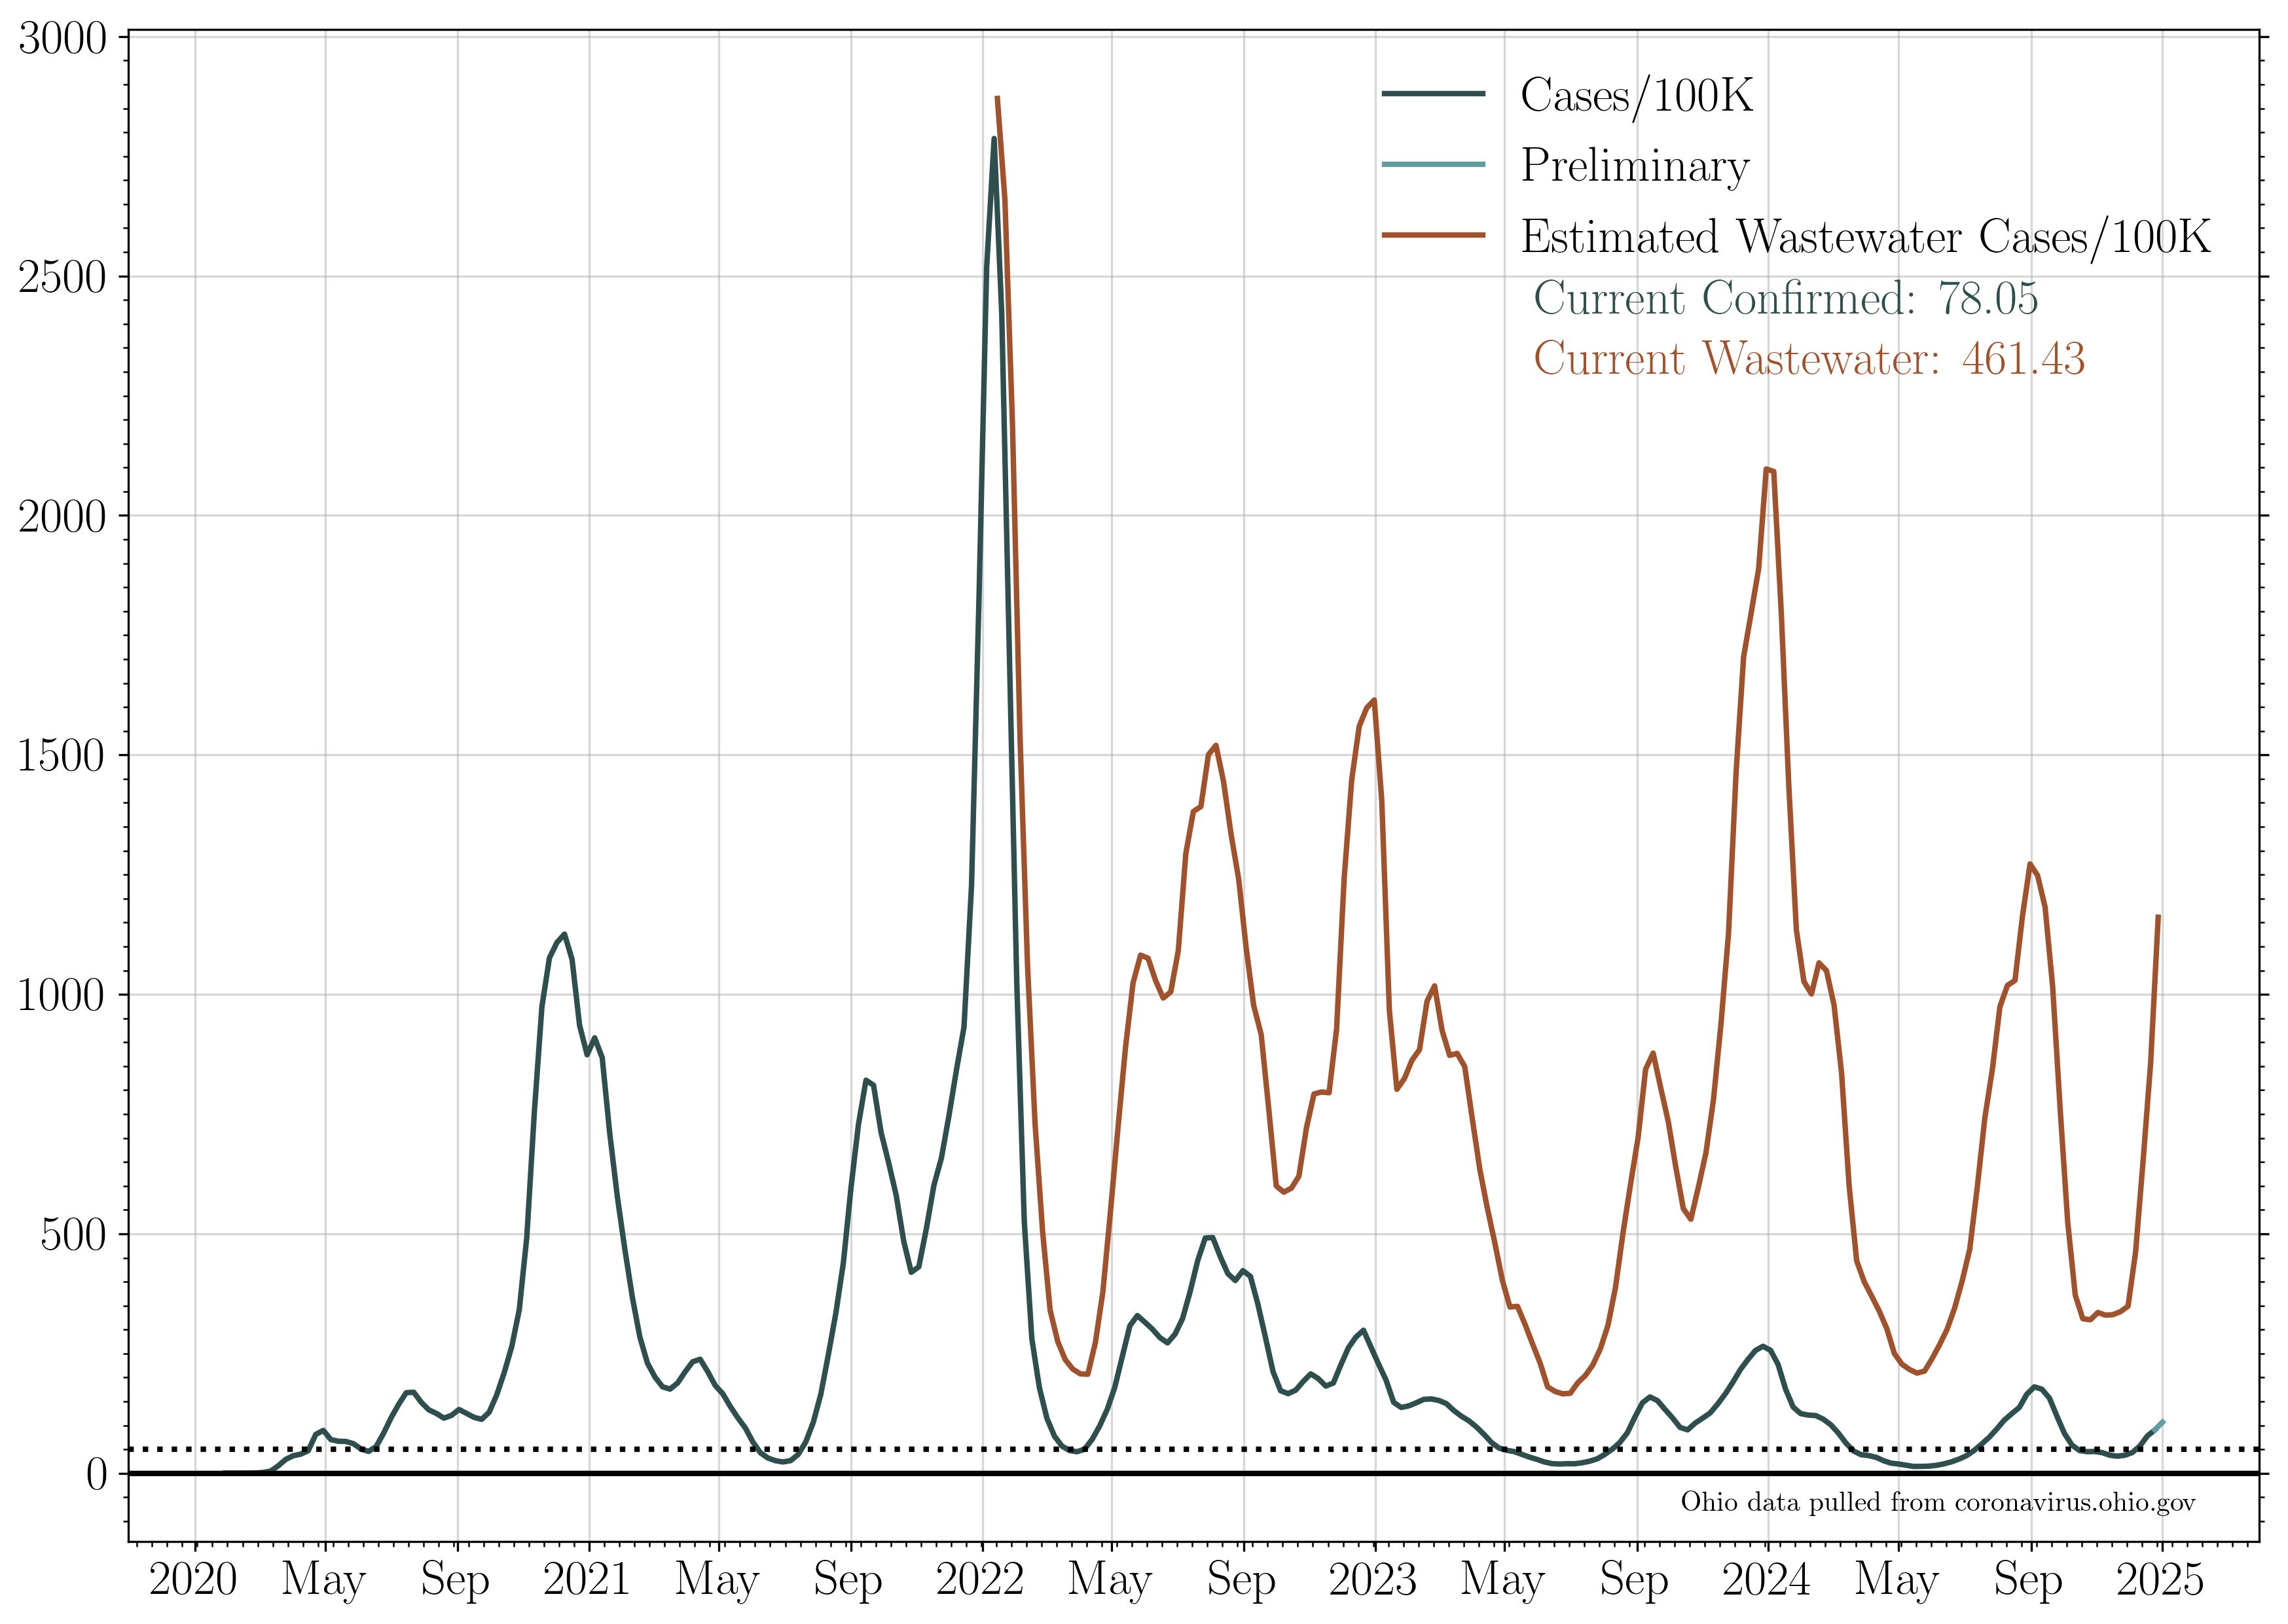 3000
2500
2000
1500
1000
500
0
Cases/100K
Preliminary
Estimated Wastewater Cases/100K
Current Confirmed: 78.05
Current Wastewater: 461.43
Ohio data pulled from coronavirus.ohio.gov
2020 May Sep 2021 May Sep 2022 May Sep 2023 May Sep 2024 May Sep 2025